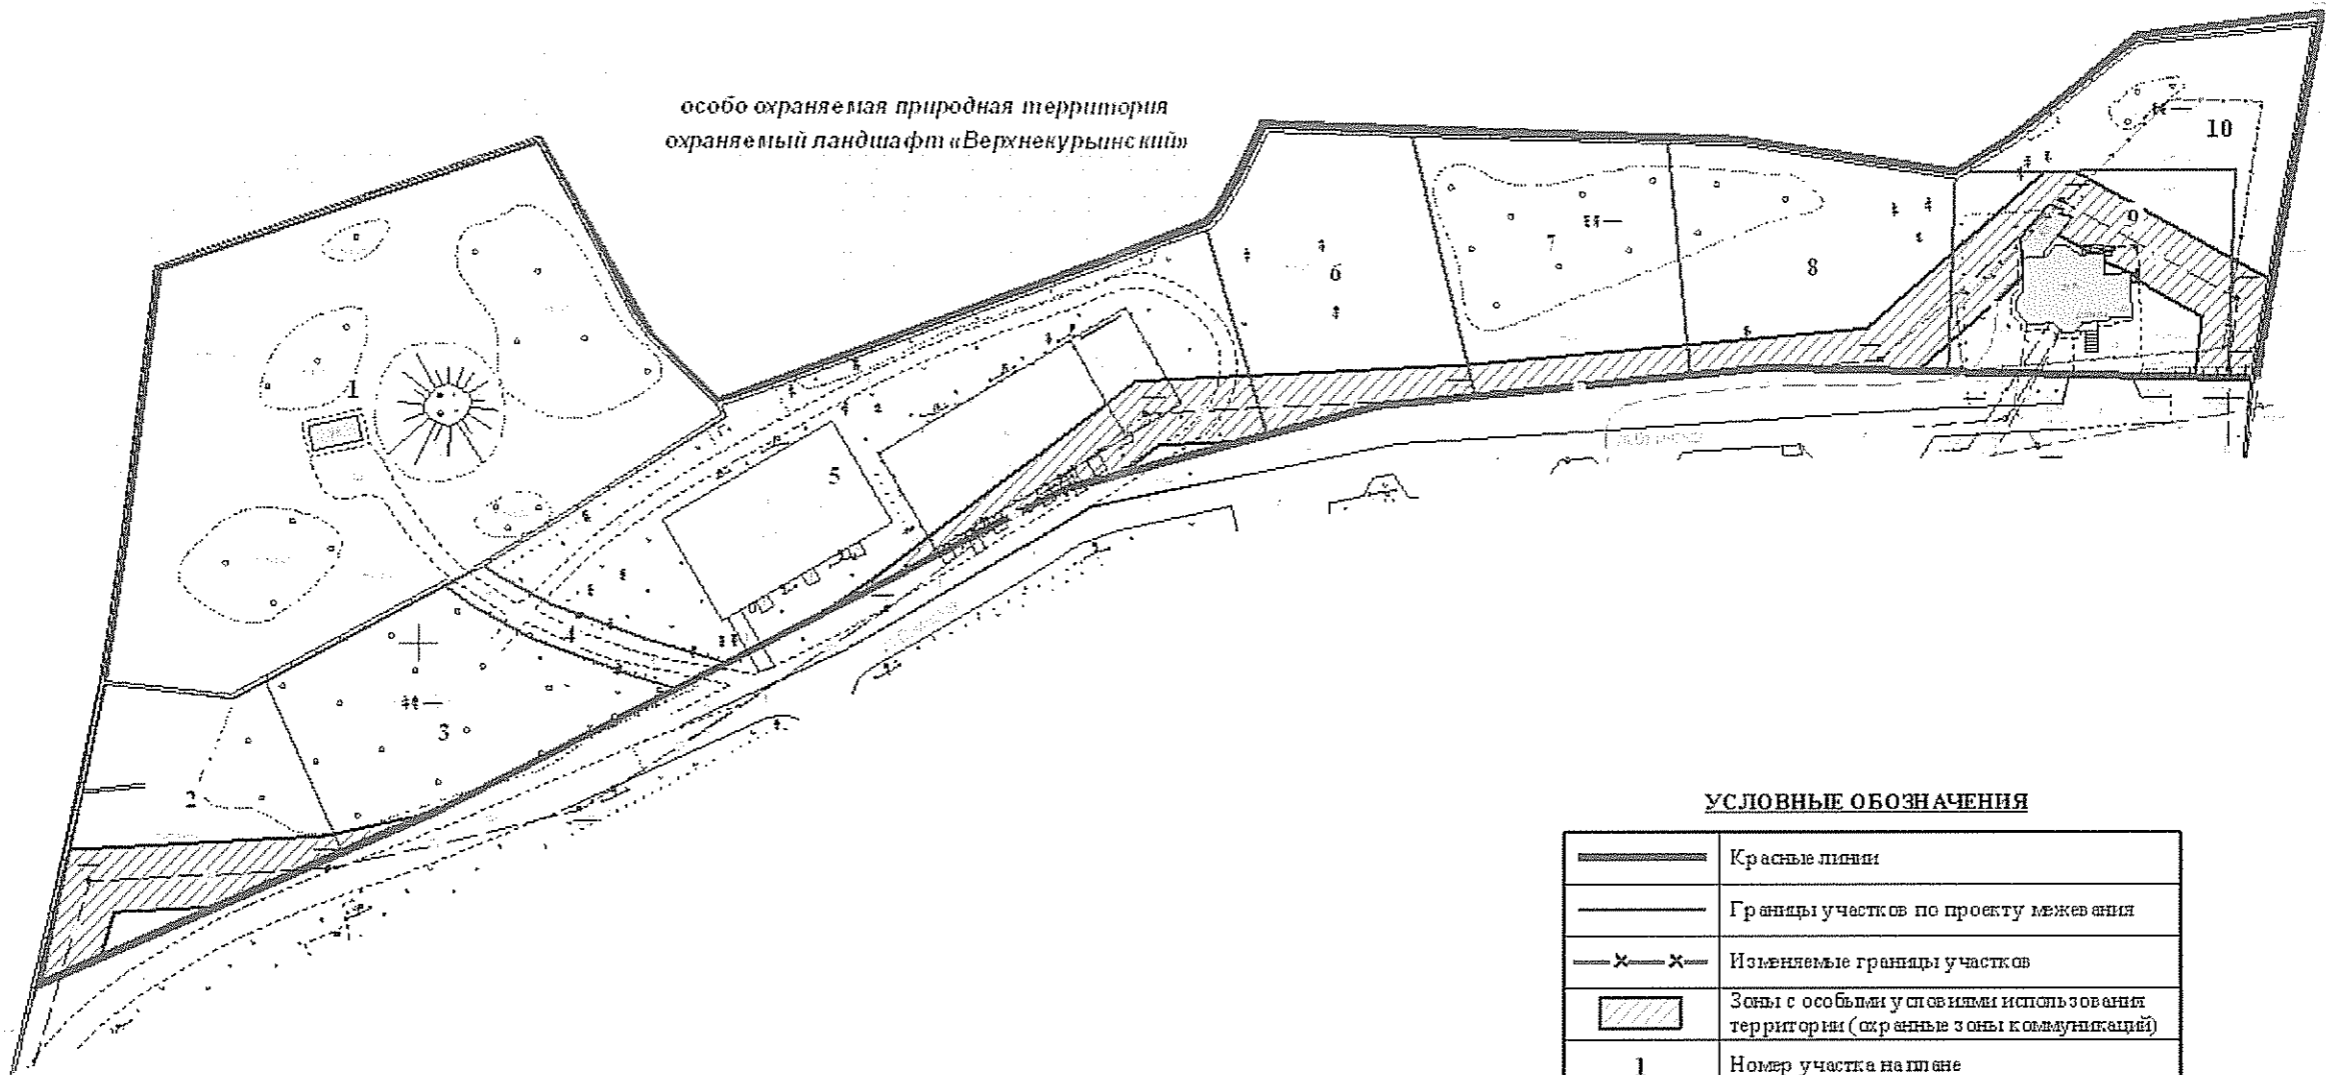 особо охраняемая природная территория
охраняемый ландшафт «Верхнекурьинский»
10
9
7
6
8
1
5
4
3
2
УСЛОВНЫЕ ОБОЗНАЧЕНИЯ
Красные линии
Границы участков по проекту межевания
Изменяемые границы участков
Зоны с особыми условиями использования
территории (охранные зоны коммуникаций)
1 Номер участка на плане